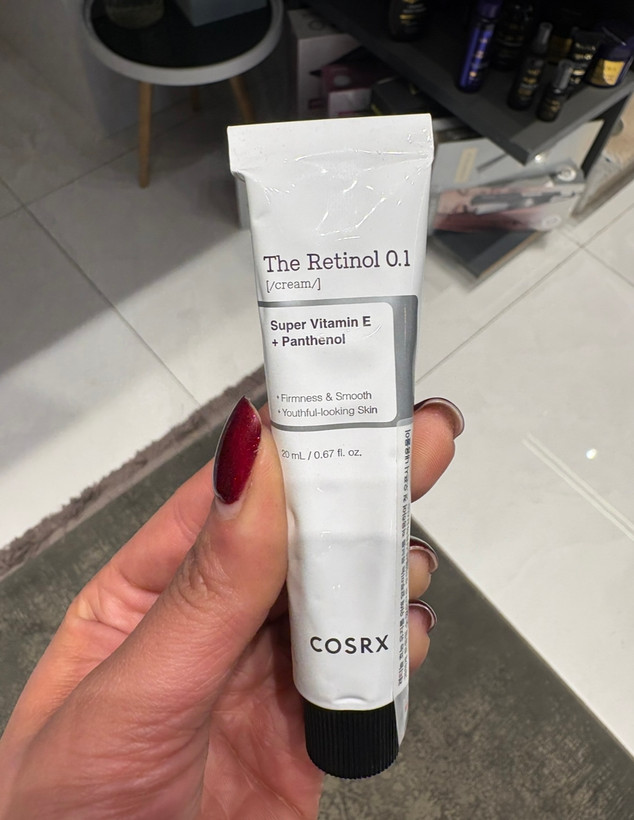 The Retinol 0.1
[/cream/]
Super Vitamin E
+ Panthenol
• Firmness & Smooth
• Youthful-looking Skin
20 mL / 0.67 fl. oz.
COSRX